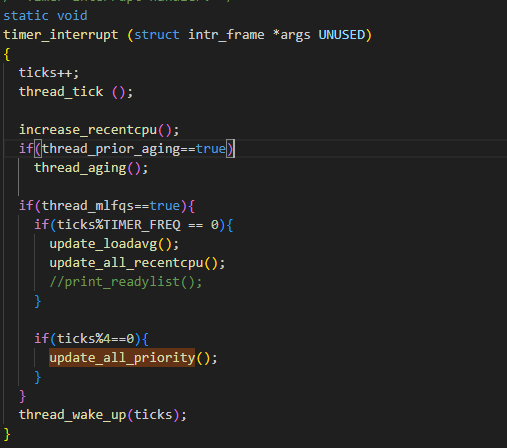 static void
timer_interrupt (struct intr_frame *args UNUSED)
{
  ticks++;
  thread_tick ();
  increase_recentcpu();
  if(thread_prior_aging==true)
    thread_aging();
  if(thread_mlfqs==true){
    if(ticks%TIMER_FREQ == 0){
      update_loadavg();
      update_all_recentcpu();
      //print_readylist();
    }
    if(ticks%4==0){
      update_all_priority();
    }
  }
  thread_wake_up(ticks);
}